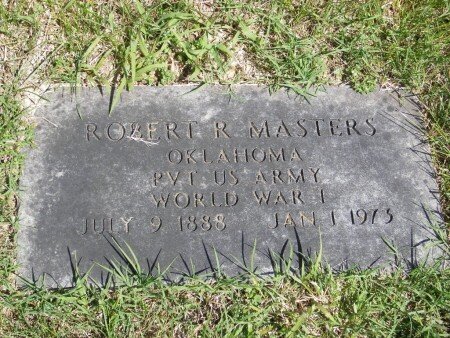 ROBERT R MASTERS
OKLAHOMA
PVT US ARMY
WORLD WAR I
JULY 9 1888 JAN 1 1973